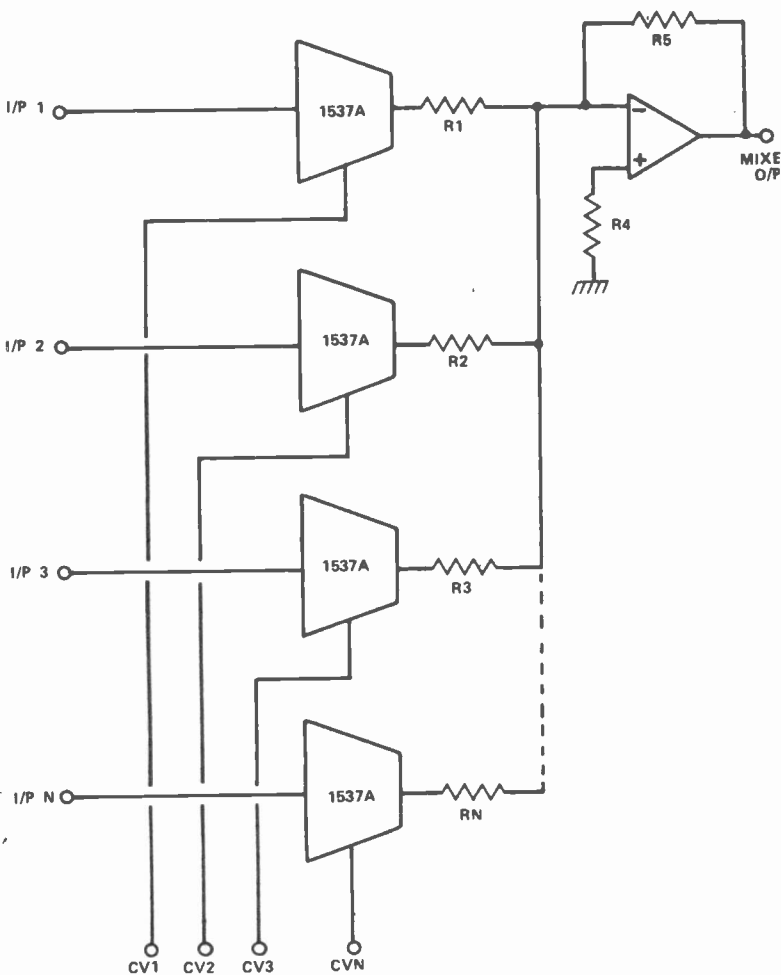 R5
I/P 1
1537A
R1
−
+
MIXE
O/P
R4
I/P 2
1537A
R2
I/P 3
1537A
R3
I/P N
1537A
RN
CV1
CV2
CV3
CVN